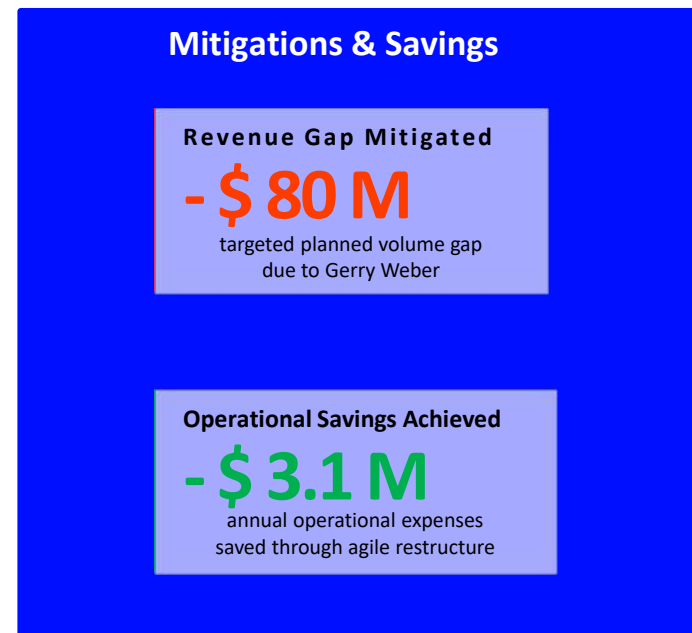 Mitigations & Savings
Revenue Gap Mitigated
- $ 80 M
targeted planned volume gap
due to Gerry Weber
Operational Savings Achieved
- $ 3.1 M
annual operational expenses
saved through agile restructure